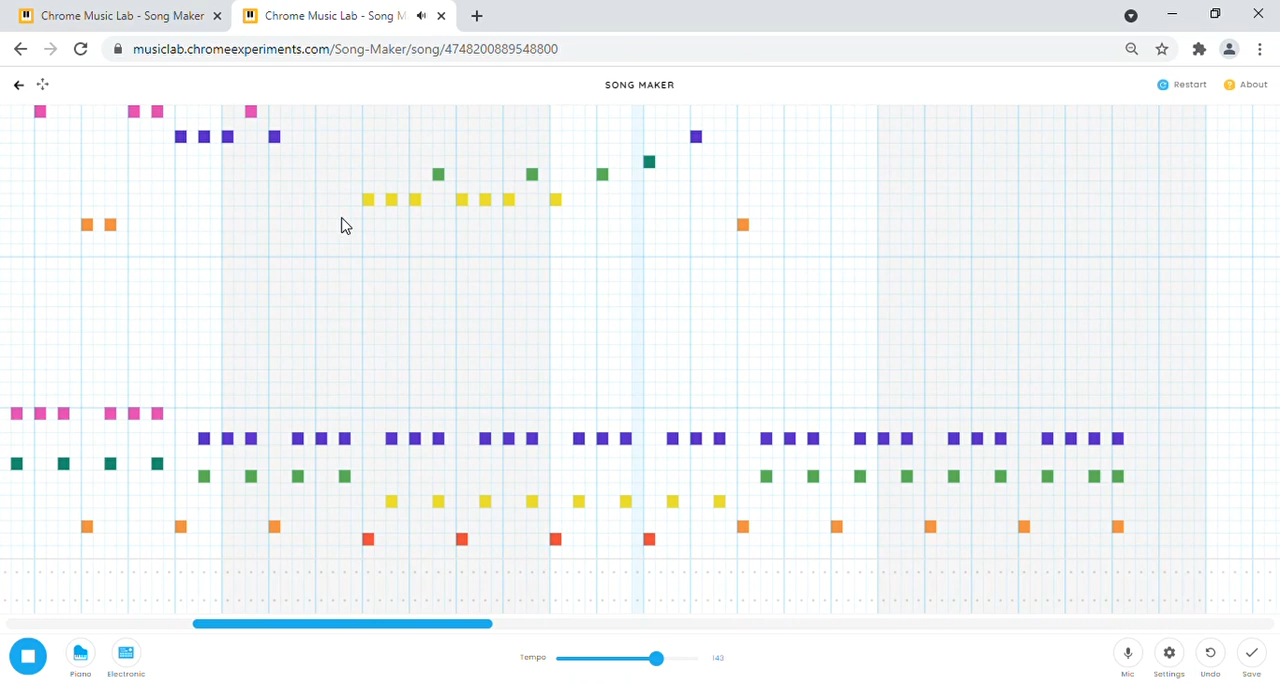 Chrome Music Lab - Song Maker
Chrome Music Lab - Song M
musiclab.chromeexperiments.com/Song-Maker/song/4748200889548800
SONG MAKER
Restart
About
Tempo
143
Piano
Electronic
Mic
Settings
Undo
Save